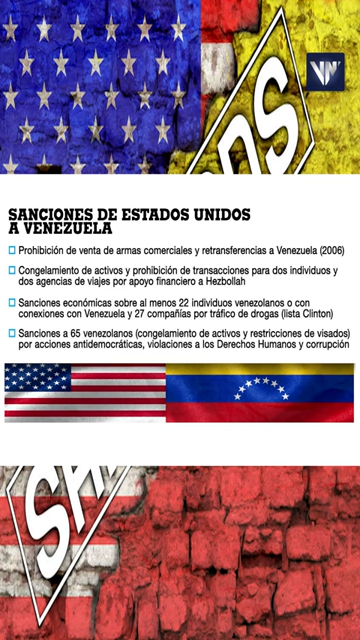 VN
SANCIONES DE ESTADOS UNIDOS
A VENEZUELA
Prohibición de venta de armas comerciales y retransferencias a Venezuela (2006)
Congelamiento de activos y prohibición de transacciones para dos individuos y
dos agencias de viajes por apoyo financiero a Hezbollah
Sanciones económicas sobre al menos 22 individuos venezolanos o con
conexiones con Venezuela y 27 compañías por tráfico de drogas (lista Clinton)
Sanciones a 65 venezolanos (congelamiento de activos y restricciones de visados)
por acciones antidemocráticas, violaciones a los Derechos Humanos y corrupción